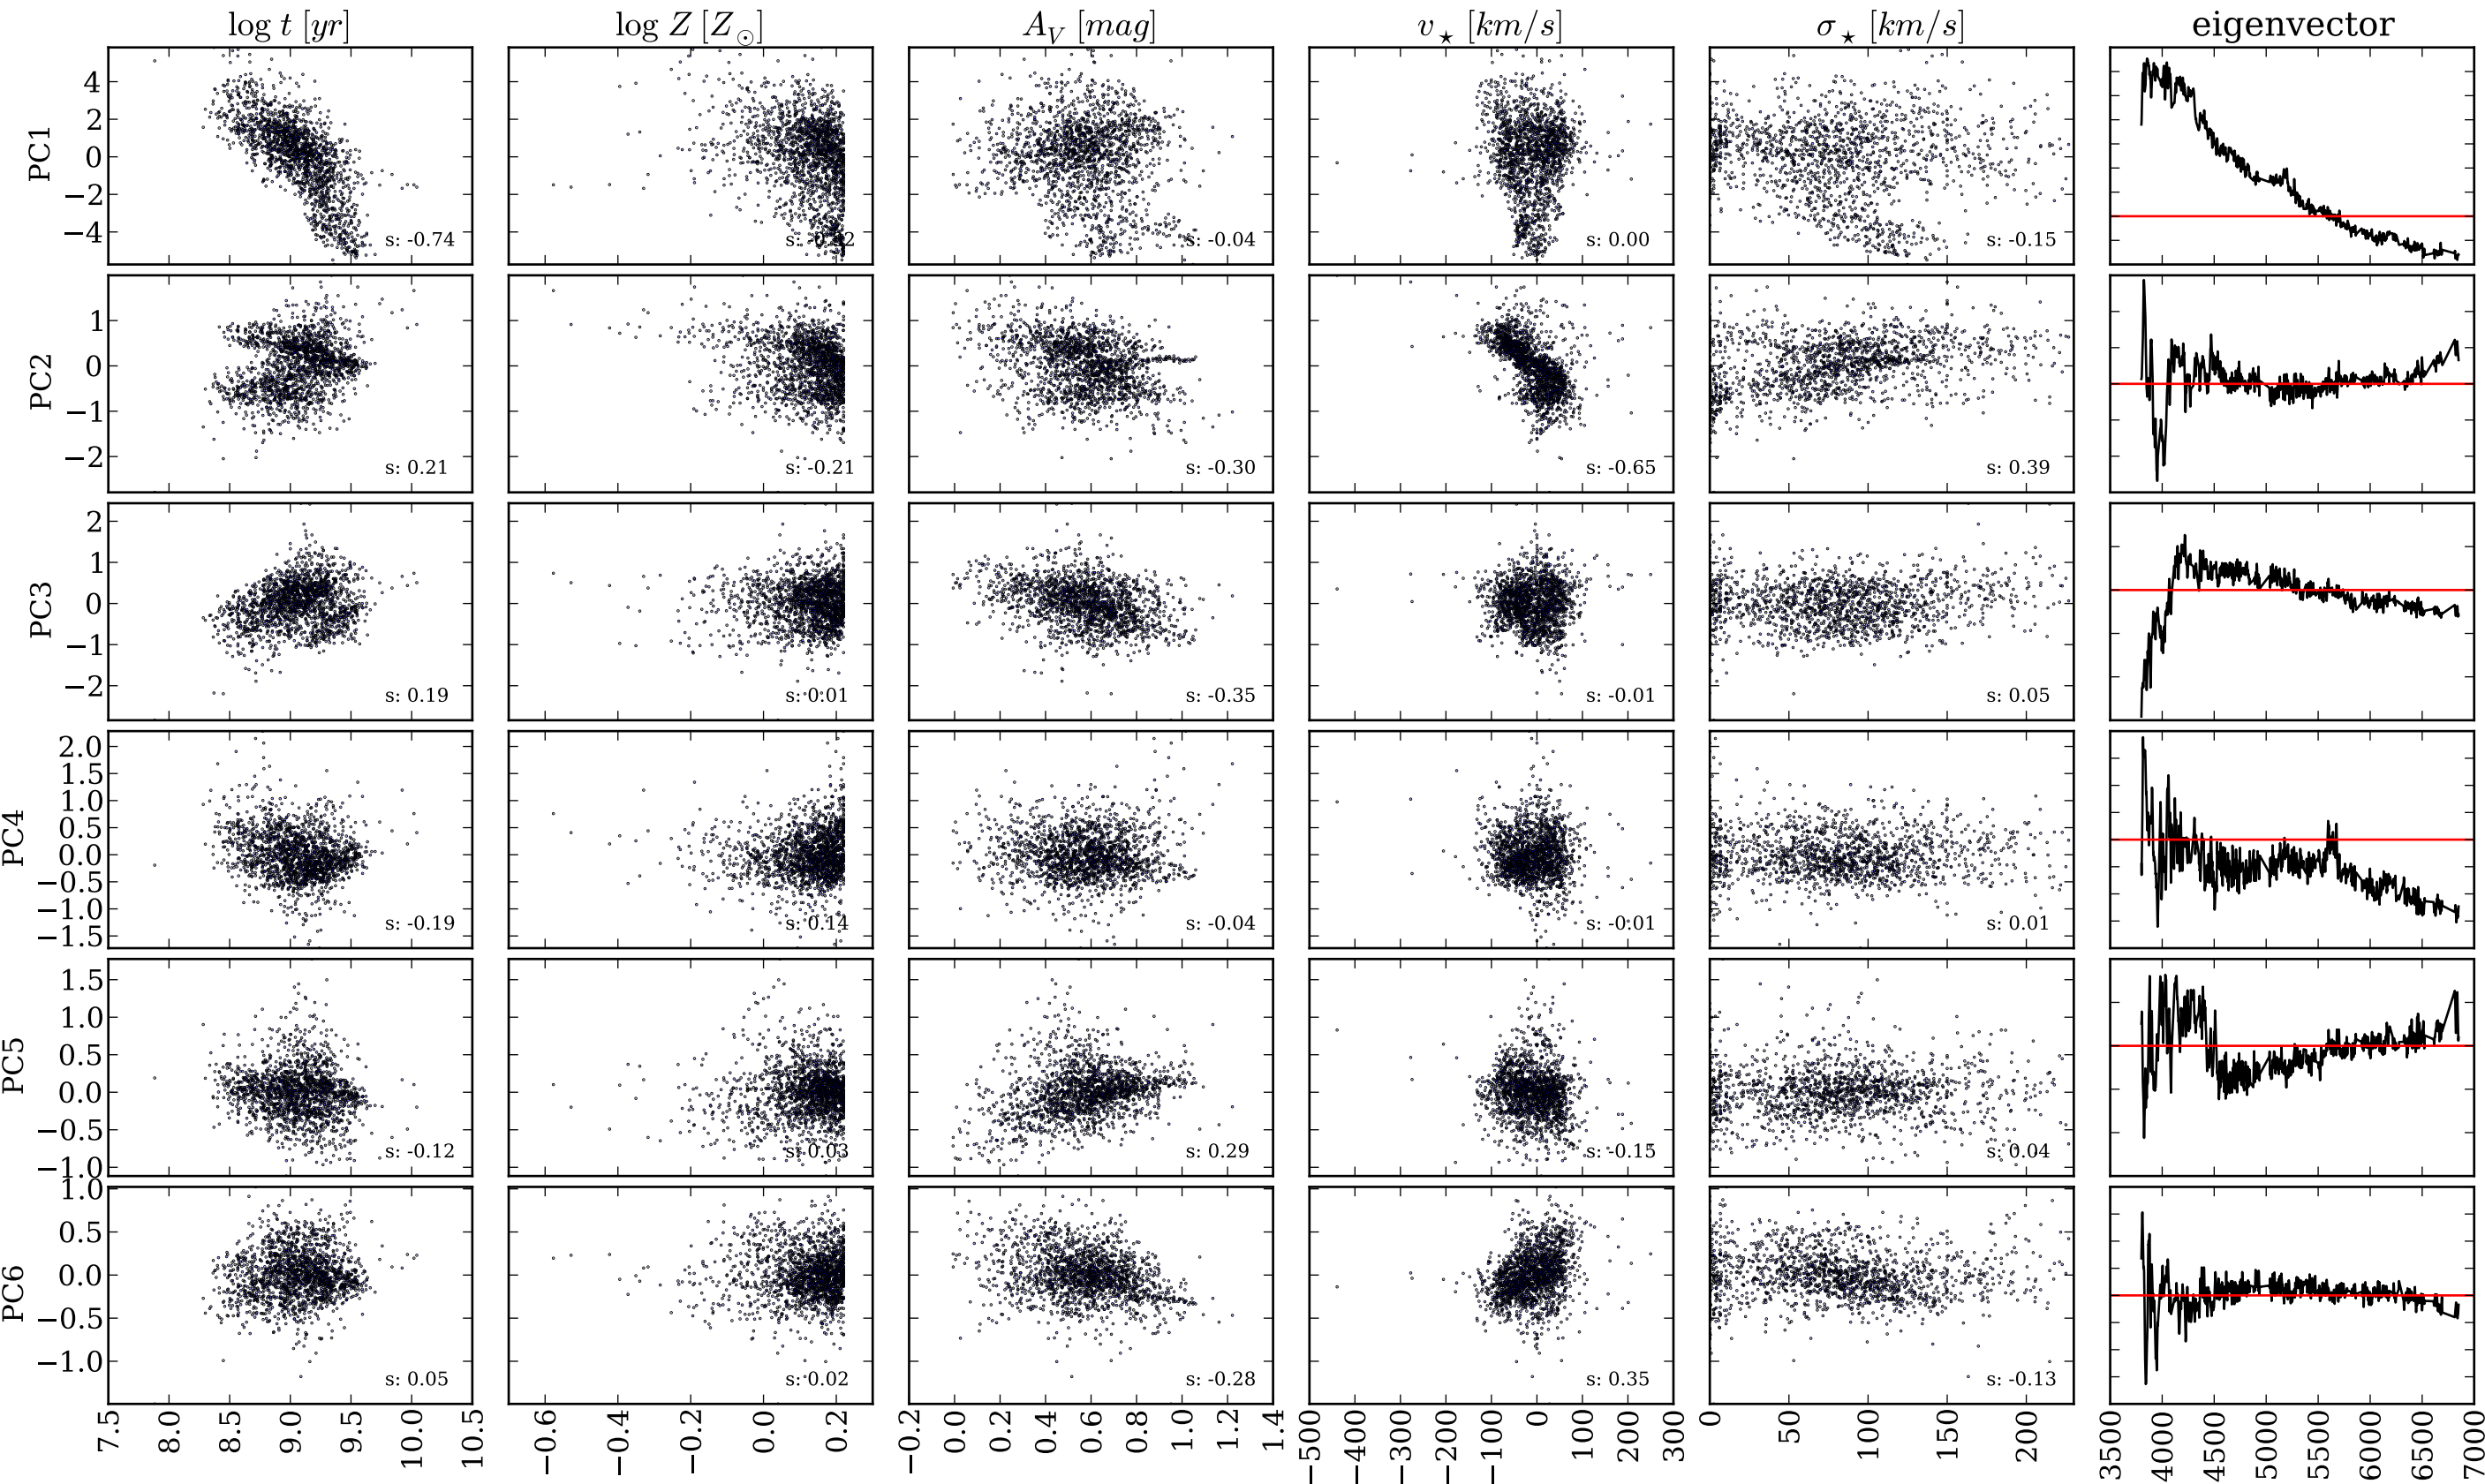 log t [yr] log Z [Z⊙] A_V [mag] v⋆ [km/s] σ⋆ [km/s] eigenvector
PC1
4
2
0
−2
−4
s: -0.74 s: -0.04 s: 0.00 s: -0.15
PC2
1
0
−1
−2
s: 0.21 s: -0.21 s: -0.30 s: -0.65 s: 0.39
PC3
2
1
0
−1
−2
s: 0.19 s: 0.01 s: -0.35 s: -0.01 s: 0.05
PC4
2.0
1.5
1.0
0.5
0.0
−0.5
−1.0
−1.5
s: -0.19 s: 0.14 s: -0.04 s: -0.01 s: 0.01
PC5
1.5
1.0
0.5
0.0
−0.5
−1.0
s: -0.12 s: 0.03 s: 0.29 s: -0.15 s: 0.04
PC6
1.0
0.5
0.0
−0.5
−1.0
s: 0.05 s: 0.02 s: -0.28 s: 0.35 s: -0.13
7.5 8.0 8.5 9.0 9.5 10.0 10.5 −0.6 −0.4 −0.2 0.0 0.2 −0.2 0.0 0.2 0.4 0.6 0.8 1.0 1.2 1.4 −500 −400 −300 −200 −100 0 100 200 300 0 50 100 150 200 3500 4000 4500 5000 5500 6000 6500 7000